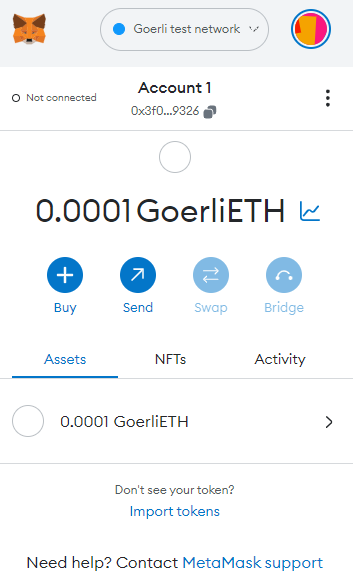 Goerli test network
Not connected
Account 1
0x3f0...9326
0.0001 GoerliETH
Buy Send Swap Bridge
Assets NFTs Activity
0.0001 GoerliETH
Don't see your token?
Import tokens
Need help? Contact MetaMask support